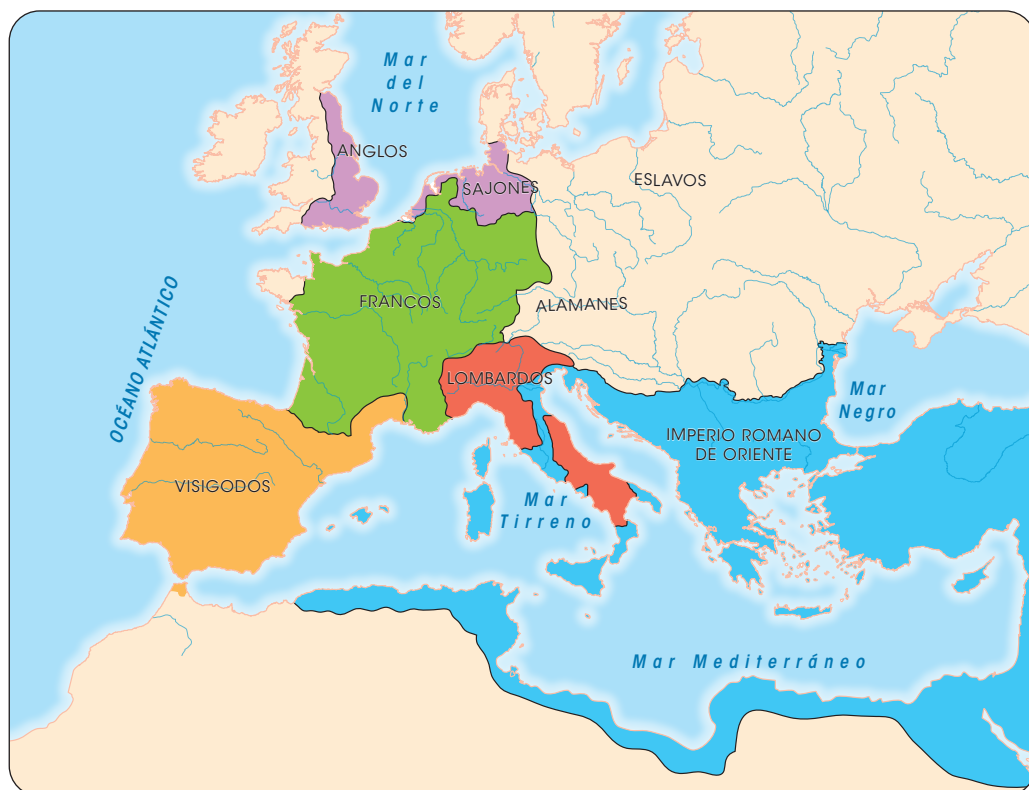 Mar
del
Norte
ANGLOS
SAJONES
ESLAVOS
OCÉANO ATLÁNTICO
FRANCOS
ALAMANES
LOMBARDOS
Mar
Negro
IMPERIO ROMANO
DE ORIENTE
VISIGODOS
Mar
Tirreno
Mar Mediterráneo